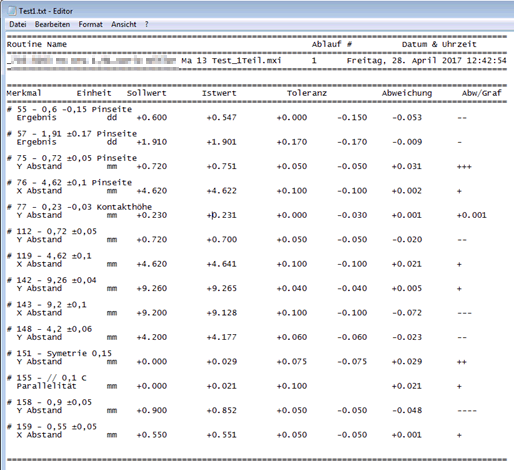 Test1.txt - Editor
Datei Bearbeiten Format Ansicht ?
Routine Name Ablauf # Datum & Uhrzeit
Ma 13 Test_1Teil.mxi 1 Freitag, 28. April 2017 12:42:54
Merkmal Einheit Sollwert Istwert Toleranz Abweichung Abw/Graf
# 55 - 0,6 -0,15 Pinseite
Ergebnis dd +0.600 +0.547 +0.000 -0.150 -0.053 --
# 57 - 1,91 ±0.17 Pinseite
Ergebnis dd +1.910 +1.901 +0.170 -0.170 -0.009 -
# 75 - 0,72 ±0,05 Pinseite
Y Abstand mm +0.720 +0.751 +0.050 -0.050 +0.031 +++
# 76 - 4,62 ±0,1 Pinseite
X Abstand mm +4.620 +4.622 +0.100 -0.100 +0.002 +
# 77 - 0,23 -0,03 Kontakthöhe
Y Abstand mm +0.230 +0.231 +0.000 -0.030 +0.001 +0.001
# 112 - 0,72 ±0,05
Y Abstand mm +0.720 +0.700 +0.050 -0.050 -0.020 --
# 119 - 4,62 ±0,1
X Abstand mm +4.620 +4.641 +0.100 -0.100 +0.021 +
# 142 - 9,26 ±0,04
Y Abstand mm +9.260 +9.265 +0.040 -0.040 +0.005 +
# 143 - 9,2 ±0,1
X Abstand mm +9.200 +9.128 +0.100 -0.100 -0.072 ---
# 148 - 4,2 ±0,06
Y Abstand mm +4.200 +4.177 +0.060 -0.060 -0.023 --
# 151 - Symetrie 0,15
Y Abstand mm +0.000 +0.029 +0.075 -0.075 +0.029 ++
# 155 - // 0,1 C
Parallelität mm +0.000 +0.021 +0.100 +0.021 +
# 158 - 0,9 ±0,05
Y Abstand mm +0.900 +0.852 +0.050 -0.050 -0.048 ----
# 159 - 0,55 ±0,05
X Abstand mm +0.550 +0.551 +0.050 -0.050 +0.001 +